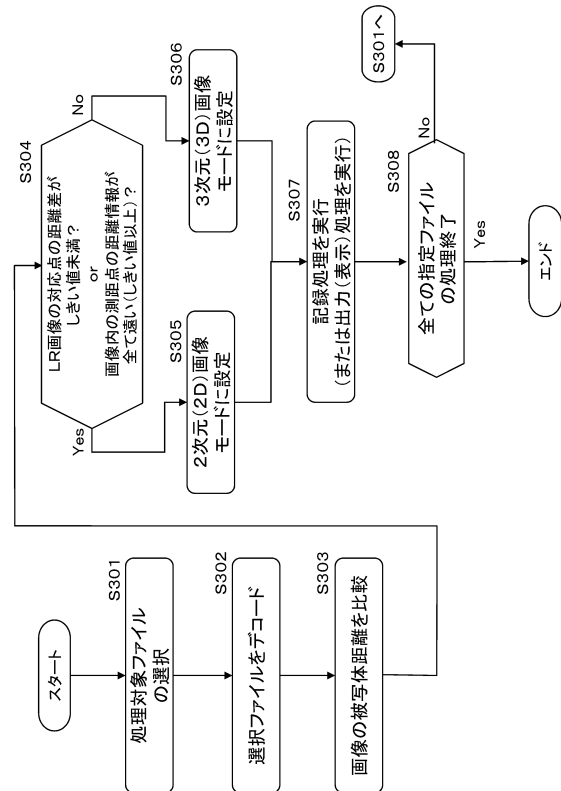 スタート
S301
処理対象ファイル
の選択
S302
選択ファイルをデコード
S303
画像の被写体距離を比較
S304
LR画像の対応点の距離差が
しきい値未満？
or
画像内の測距点の距離情報が
全て遠い(しきい値以上)？
Yes
No
S305
2次元(2D)画像
モードに設定
S306
3次元(3D)画像
モードに設定
S307
記録処理を実行
(または出力(表示)処理を実行)
S308
全ての指定ファイル
の処理終了
No
S301へ
Yes
エンド